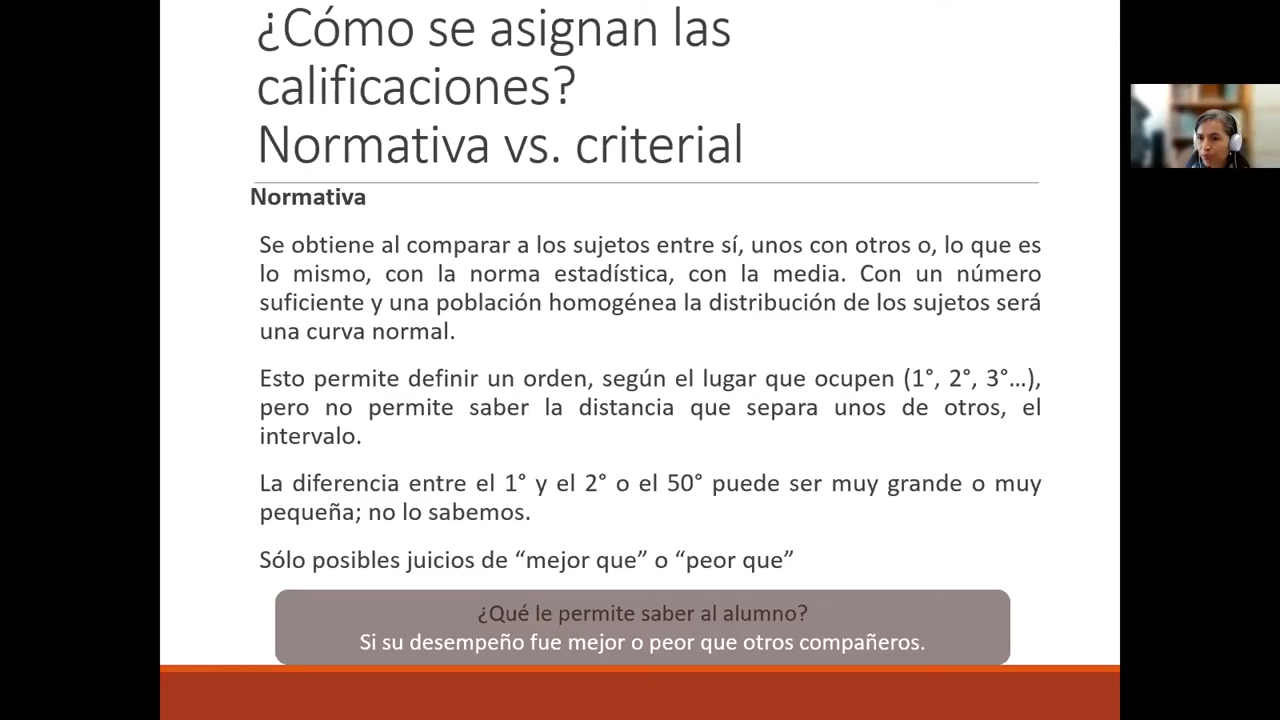 ¿Cómo se asignan las
calificaciones?
Normativa vs. criterial
Normativa
Se obtiene al comparar a los sujetos entre sí, unos con otros o, lo que es
lo mismo, con la norma estadística, con la media. Con un número
suficiente y una población homogénea la distribución de los sujetos será
una curva normal.
Esto permite definir un orden, según el lugar que ocupen (1°, 2°, 3°…),
pero no permite saber la distancia que separa unos de otros, el
intervalo.
La diferencia entre el 1° y el 2° o el 50° puede ser muy grande o muy
pequeña; no lo sabemos.
Sólo posibles juicios de “mejor que” o “peor que”
¿Qué le permite saber al alumno?
Si su desempeño fue mejor o peor que otros compañeros.